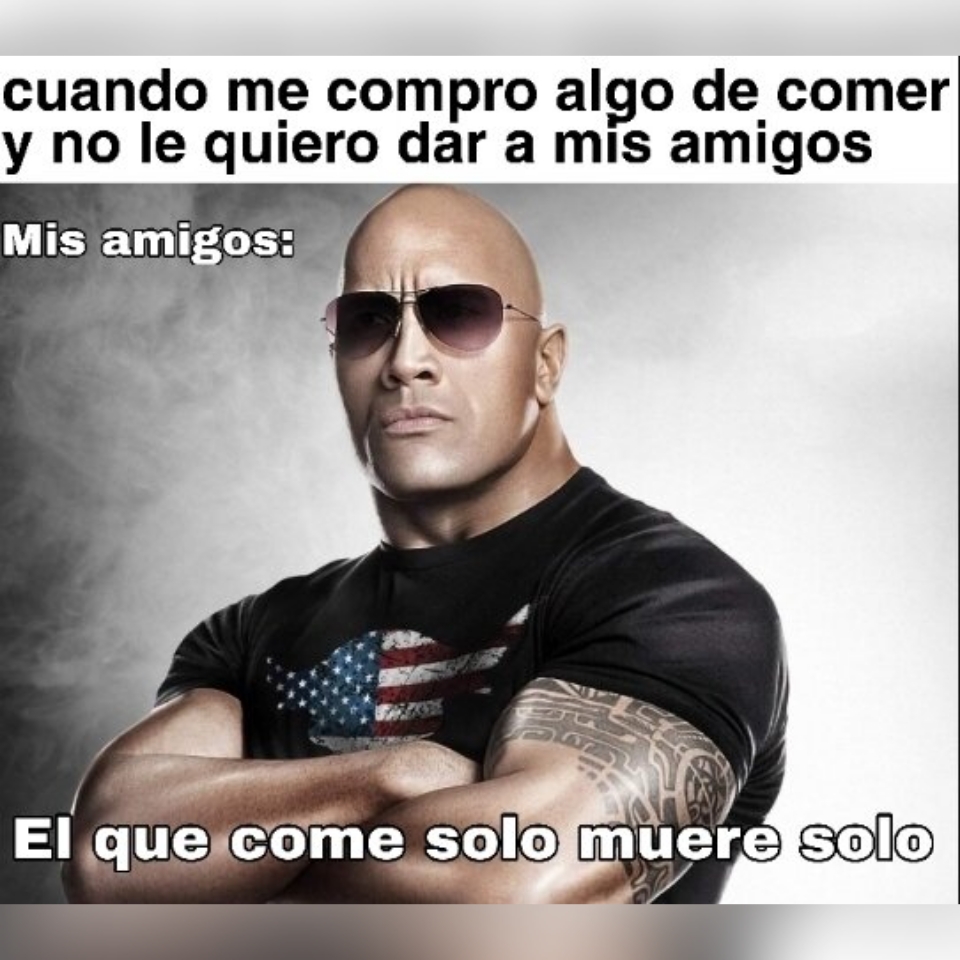 cuando me compro algo de comer
y no le quiero dar a mis amigos
Mis amigos:
El que come solo muere solo